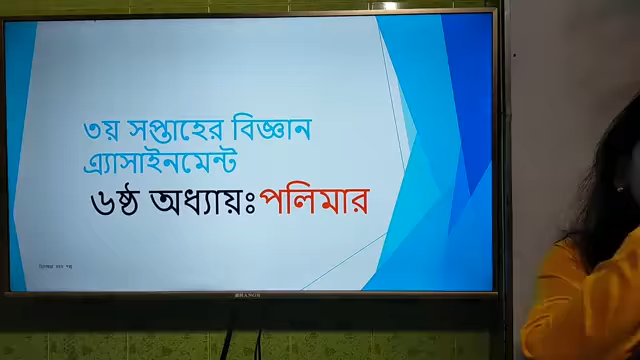 ৩য় সপ্তাহের বিজ্ঞান
এ্যাসাইনমেন্ট
৬ষ্ঠ অধ্যায়ঃপলিমার